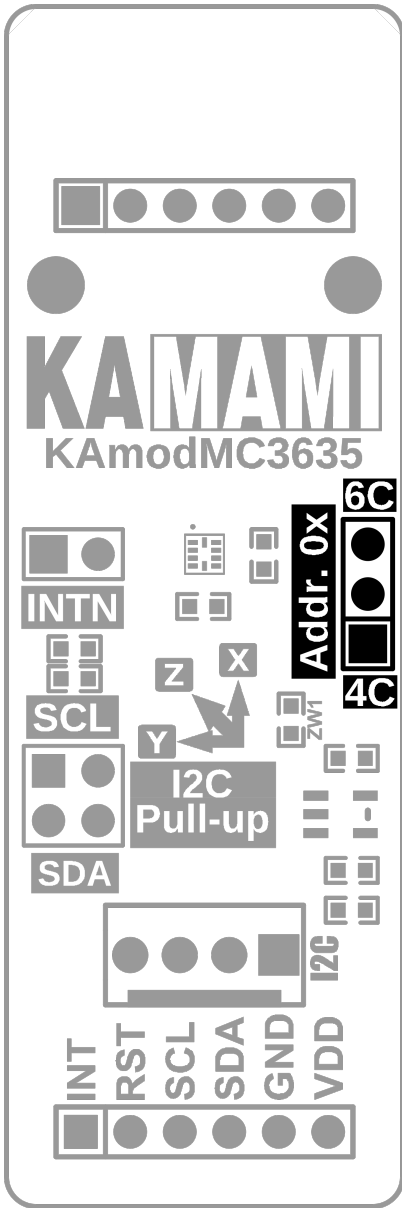 KAMAMI
KAmodMC3635
6C
Addr. 0x
4C
INTN
X
Z
Y
SCL
ZW1
I2C
Pull-up
SDA
I2C
INT
RST
SCL
SDA
GND
VDD